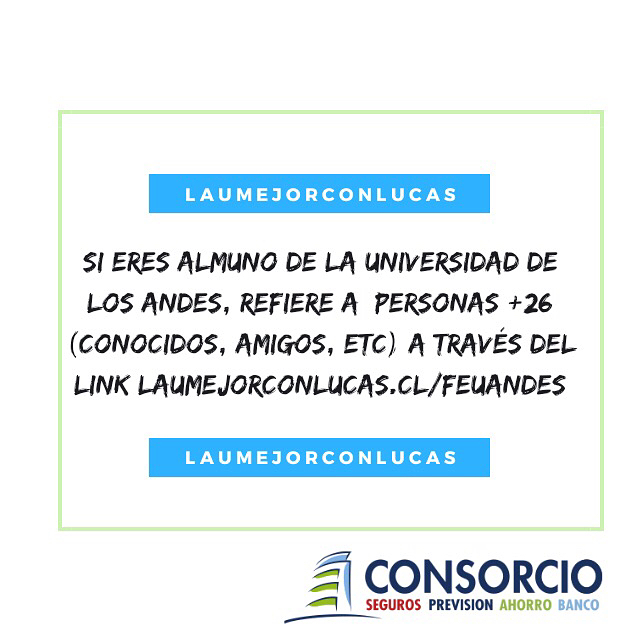 LAUMEJORCONLUCAS
SI ERES ALMUNO DE LA UNIVERSIDAD DE
LOS ANDES, REFIERE A PERSONAS +26
(CONOCIDOS, AMIGOS, ETC) A TRAVÉS DEL
LINK LAUMEJORCONLUCAS.CL/FEUANDES
LAUMEJORCONLUCAS
CONSORCIO
SEGUROS PREVISION AHORRO BANCO